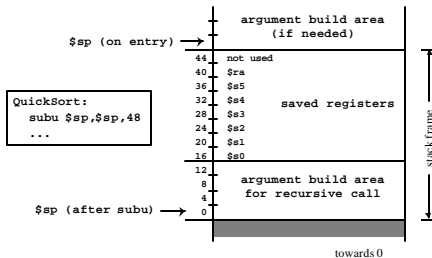 argument build area
(if needed)
$sp (on entry)
44 not used
40 $ra
36 $s5
32 $s4
28 $s3
24 $s2
20 $s1
16 $s0
saved registers
QuickSort:
subu $sp,$sp,48
...
12
8
4
0
argument build area
for recursive call
$sp (after subu)
stack frame
towards 0